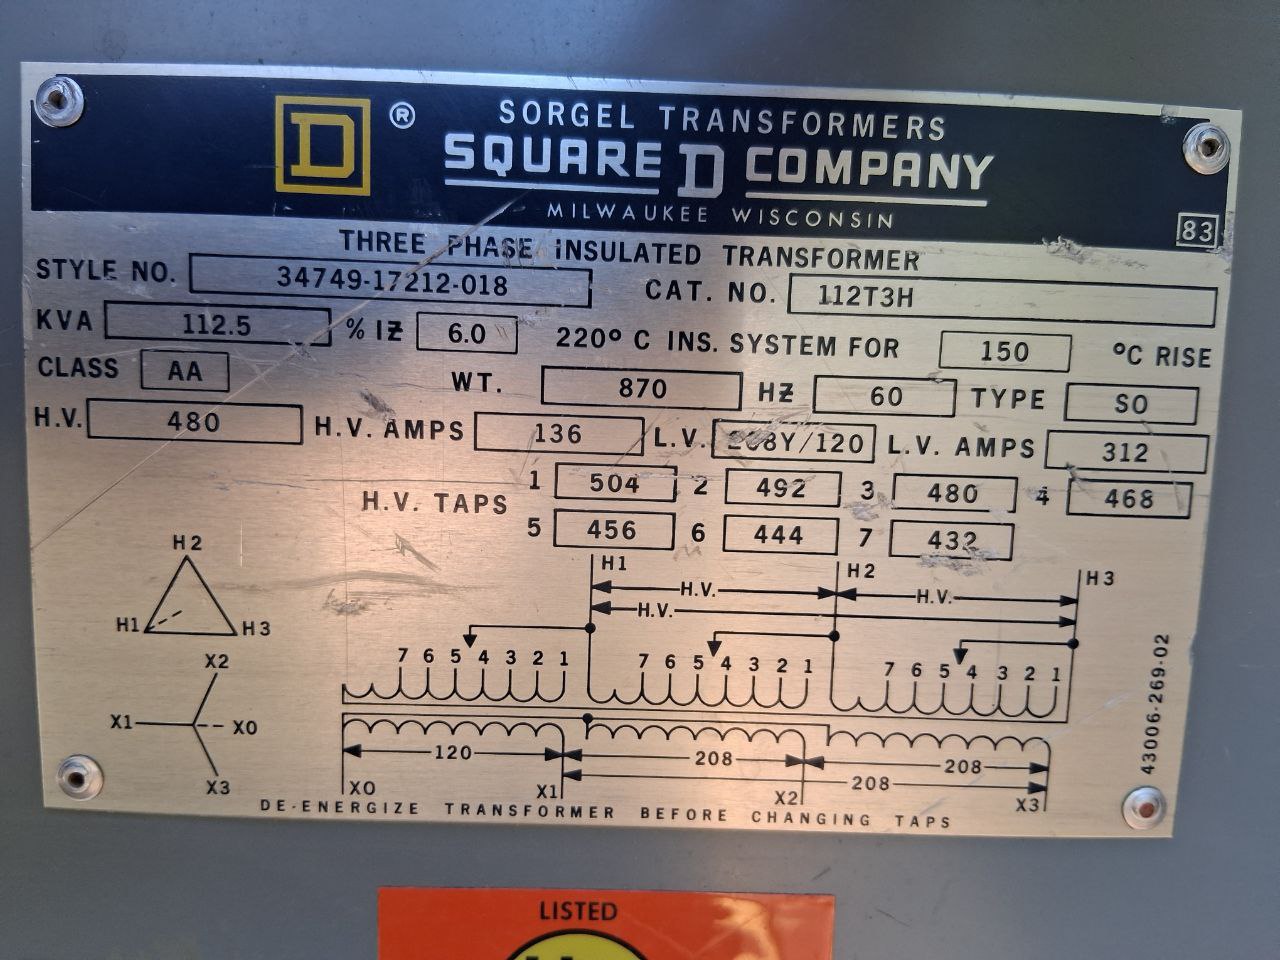 D ® SORGEL TRANSFORMERS
SQUARE D COMPANY
MILWAUKEE WISCONSIN
83
THREE PHASE INSULATED TRANSFORMER
STYLE NO. 34749-17212-018 CAT. NO. 112T3H
KVA 112.5 % IZ 6.0 220º C INS. SYSTEM FOR 150 ºC RISE
CLASS AA WT. 870 HZ 60 TYPE SO
H.V. 480 H.V. AMPS 136 L.V. 208Y/120 L.V. AMPS 312
H.V. TAPS 1 504 2 492 3 480 4 468
5 456 6 444 7 432
H2
H1 H3
X2
X1 X0
X3
H1 H2 H3
H.V. H.V.
H.V.
7 6 5 4 3 2 1 7 6 5 4 3 2 1 7 6 5 4 3 2 1
120 208 208
208
X0 X1 X2 X3
DE-ENERGIZE TRANSFORMER BEFORE CHANGING TAPS
43006-269-02
LISTED